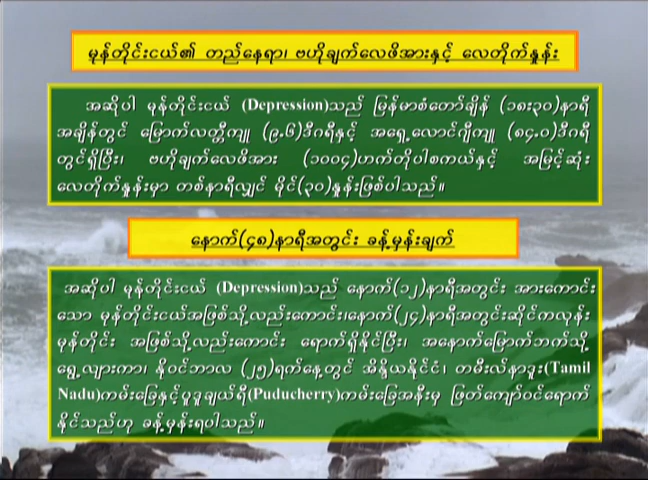 မုန်တိုင်းငယ်၏ တည်နေရာ၊ ဗဟိုချက်လေဖိအားနှင့် လေတိုက်နှုန်း
အဆိုပါ မုန်တိုင်းငယ် (Depression)သည် မြန်မာစံတော်ချိန် (၁၈း၃၀)နာရီ
အချိန်တွင် မြောက်လတ္တီကျု (၉.၆)ဒီဂရီနှင့် အရှေ့လောင်ဂျီကျု (၈၄.၀)ဒီဂရီ
တွင်ရှိပြီး၊ ဗဟိုချက်လေဖိအား (၁၀၀၄)ဟက်တိုပါစကယ်နှင့် အမြင့်ဆုံး
လေတိုက်နှုန်းမှာ တစ်နာရီလျှင် မိုင်(၃၀)နှုန်းဖြစ်ပါသည်။
နောက်(၄၈)နာရီအတွင်း ခန့်မှန်းချက်
အဆိုပါ မုန်တိုင်းငယ် (Depression)သည် နောက်(၁၂)နာရီအတွင်း အားကောင်း
သော မုန်တိုင်းငယ်အဖြစ်သို့လည်းကောင်း၊နောက်(၂၄)နာရီအတွင်းဆိုင်ကလုန်း
မုန်တိုင်း အဖြစ်သို့လည်းကောင်း ရောက်ရှိနိုင်ပြီး၊ အနောက်မြောက်ဘက်သို့
ရွေ့လျားကာ၊ နိုဝင်ဘာလ (၂၅)ရက်နေ့တွင် အိန္ဒိယနိုင်ငံ၊ တမီးလ်နာဒူး(Tamil
Nadu)ကမ်းခြေနှင့်ပူဒူချယ်ရီ(Puducherry)ကမ်းခြေအနီးမှ ဖြတ်ကျော်ဝင်ရောက်
နိုင်သည်ဟု ခန့်မှန်းရပါသည်။